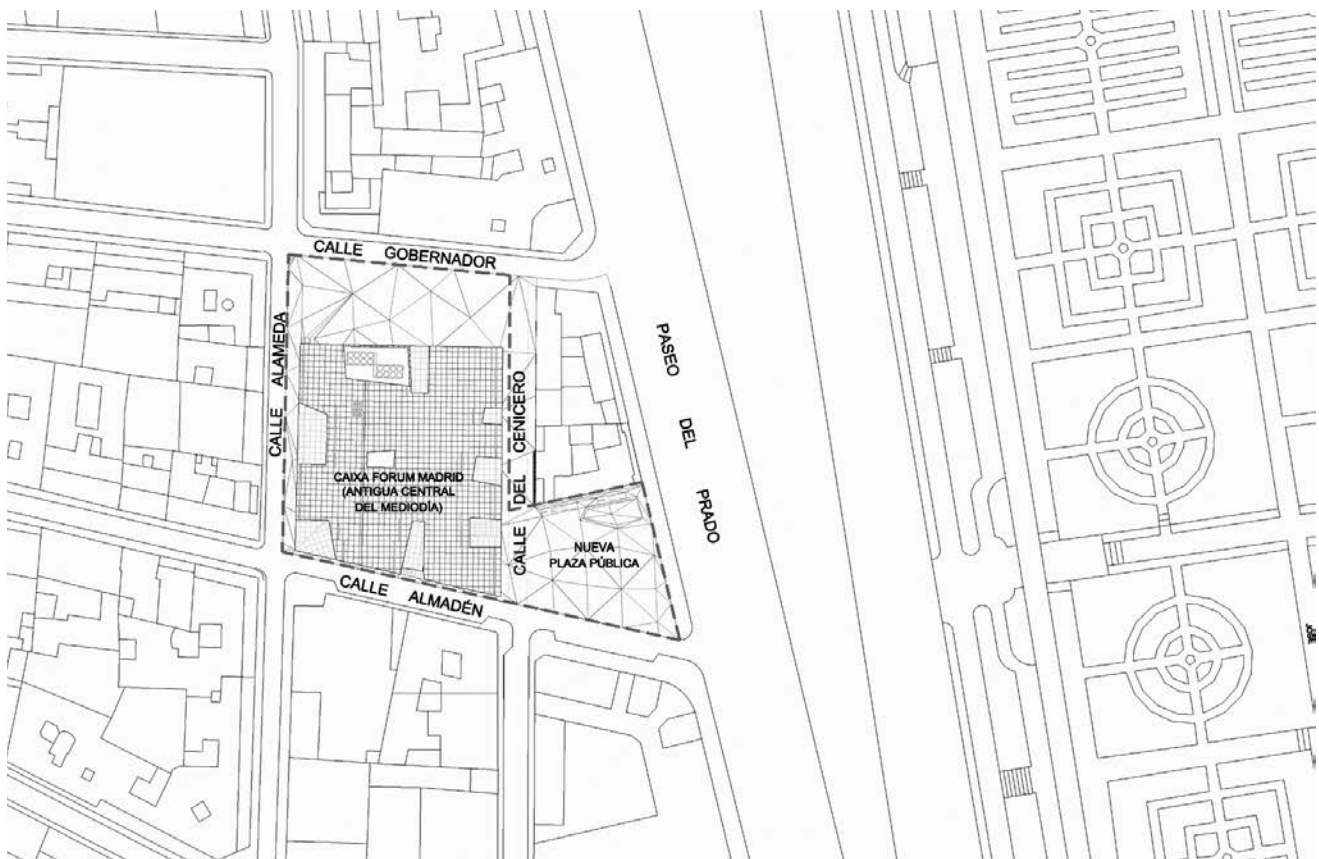 CALLE GOBERNADOR
CALLE ALAMEDA
PASEO DEL PRADO
CALLE DEL CENICERO
CAIXA FORUM MADRID
(ANTIGUA CENTRAL
DEL MEDIODÍA)
NUEVA
PLAZA PÚBLICA
CALLE ALMADÉN